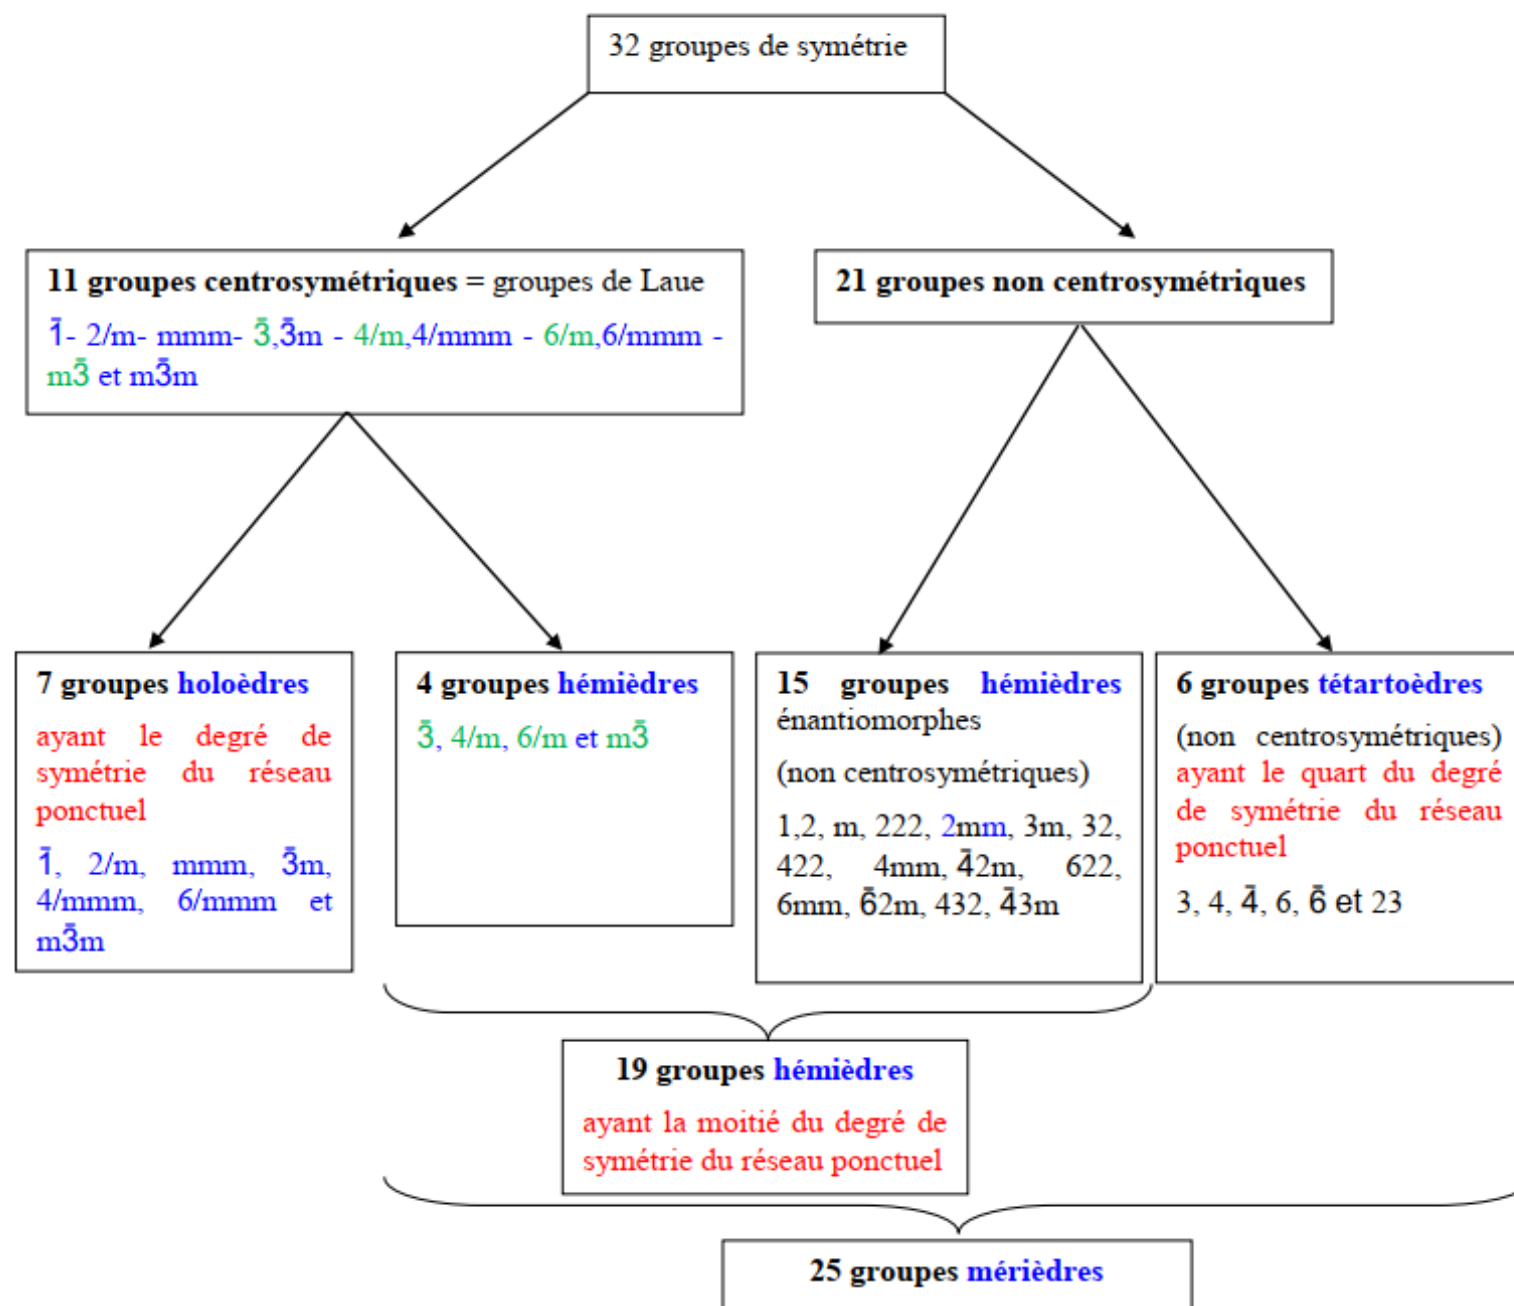 32 groupes de symétrie
11 groupes centrosymétriques = groupes de Laue
1̄- 2/m- mmm- 3̄,3̄m - 4/m,4/mmm - 6/m,6/mmm -
m3̄ et m3̄m
21 groupes non centrosymétriques
7 groupes holoèdres
ayant le degré de
symétrie du réseau
ponctuel
1̄, 2/m, mmm, 3̄m,
4/mmm, 6/mmm et
m3̄m
4 groupes hémièdres
3̄, 4/m, 6/m et m3̄
15 groupes hémièdres
énantiomorphes
(non centrosymétriques)
1,2, m, 222, 2mm, 3m, 32,
422, 4mm, 4̄2m, 622,
6mm, 6̄2m, 432, 4̄3m
6 groupes tétartoèdres
(non centrosymétriques)
ayant le quart du degré
de symétrie du réseau
ponctuel
3, 4, 4̄, 6, 6̄ et 23
19 groupes hémièdres
ayant la moitié du degré de
symétrie du réseau ponctuel
25 groupes mérièdres